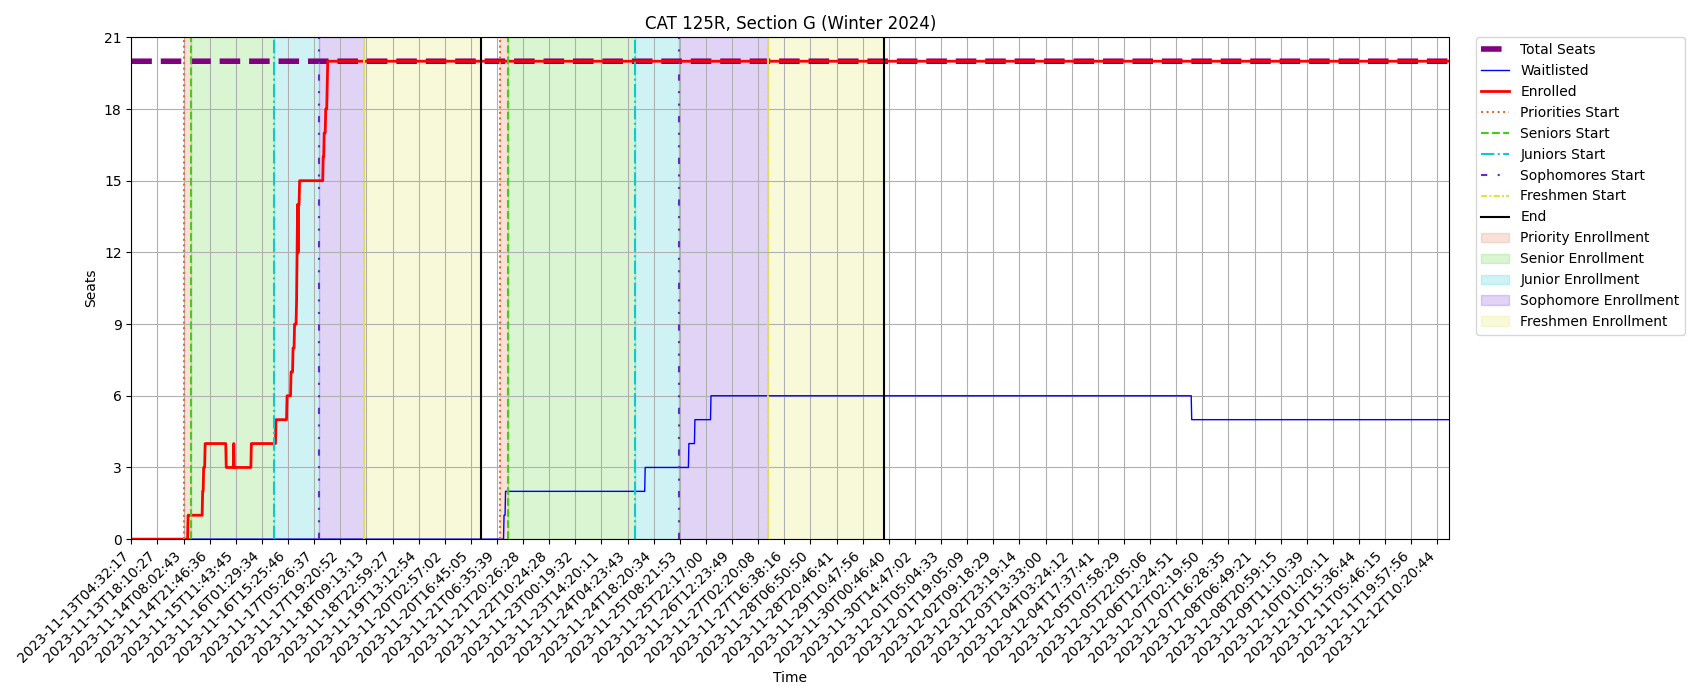 CAT 125R, Section G (Winter 2024)
Seats
21
18
15
12
9
6
3
0
2023-11-13T04:32:17
2023-11-13T18:10:27
2023-11-14T08:02:43
2023-11-14T21:46:36
2023-11-15T11:43:45
2023-11-16T01:29:34
2023-11-16T15:25:46
2023-11-17T05:26:37
2023-11-17T19:20:52
2023-11-18T09:13:13
2023-11-18T22:59:27
2023-11-19T13:12:54
2023-11-20T02:57:02
2023-11-20T16:45:05
2023-11-21T06:35:39
2023-11-21T20:26:28
2023-11-22T10:24:28
2023-11-23T00:19:32
2023-11-23T14:20:11
2023-11-24T04:23:43
2023-11-24T18:20:34
2023-11-25T08:21:53
2023-11-25T22:17:00
2023-11-26T12:23:49
2023-11-27T02:20:08
2023-11-27T16:38:16
2023-11-28T06:50:50
2023-11-28T20:46:41
2023-11-29T10:47:56
2023-11-30T00:46:40
2023-11-30T14:47:02
2023-12-01T05:04:33
2023-12-01T19:05:09
2023-12-02T09:18:29
2023-12-02T23:19:14
2023-12-03T13:33:00
2023-12-04T03:24:12
2023-12-04T17:37:41
2023-12-05T07:58:29
2023-12-05T22:05:06
2023-12-06T12:24:51
2023-12-07T02:19:50
2023-12-07T16:28:35
2023-12-08T06:49:21
2023-12-08T20:59:15
2023-12-09T11:10:39
2023-12-10T01:20:11
2023-12-10T15:36:44
2023-12-11T05:46:15
2023-12-11T19:57:56
2023-12-12T10:20:44
Time
Total Seats
Waitlisted
Enrolled
Priorities Start
Seniors Start
Juniors Start
Sophomores Start
Freshmen Start
End
Priority Enrollment
Senior Enrollment
Junior Enrollment
Sophomore Enrollment
Freshmen Enrollment